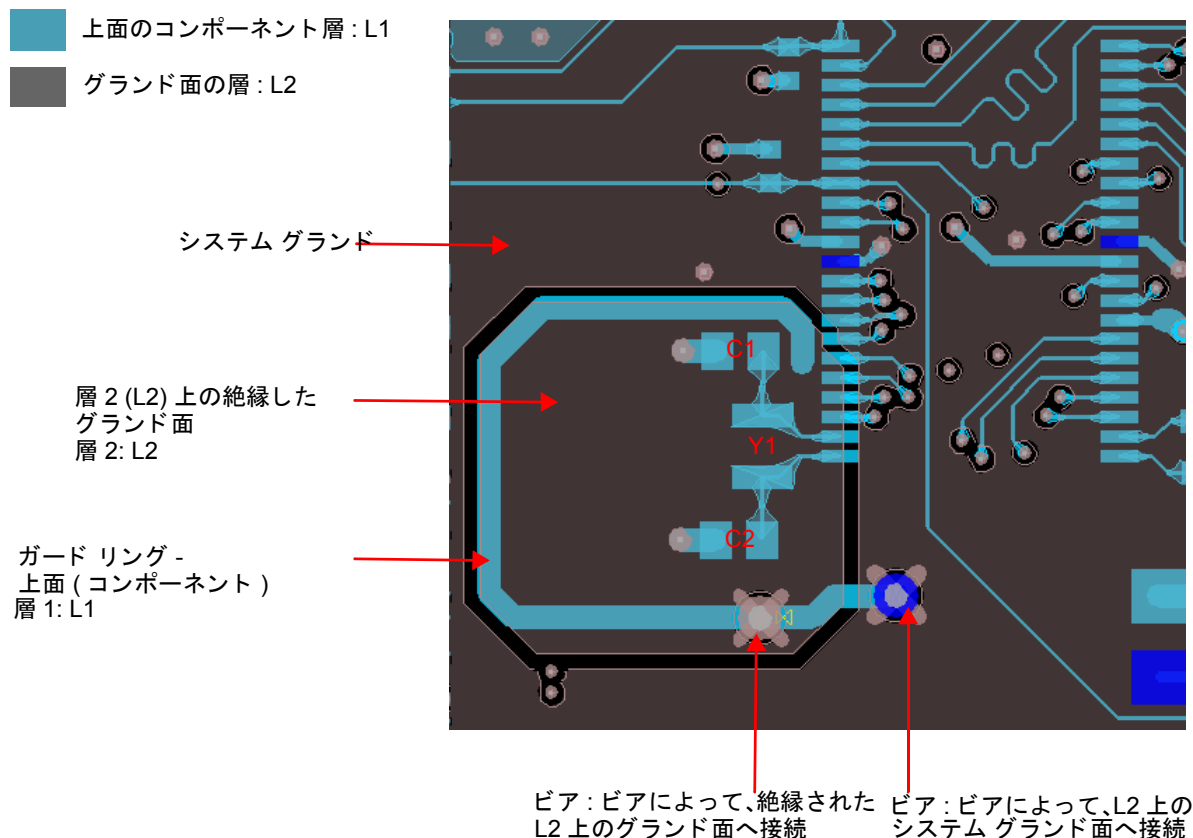 上面のコンポーネント層 : L1
グランド面の層 : L2
システム グランド
層 2 (L2) 上の絶縁した
グランド面
層 2: L2
ガード リング -
上面 ( コンポーネント )
層 1: L1
C1
Y1
C2
ビア : ビアによって、絶縁された
L2 上のグランド面へ接続
ビア : ビアによって、L2 上の
システム グランド面へ接続